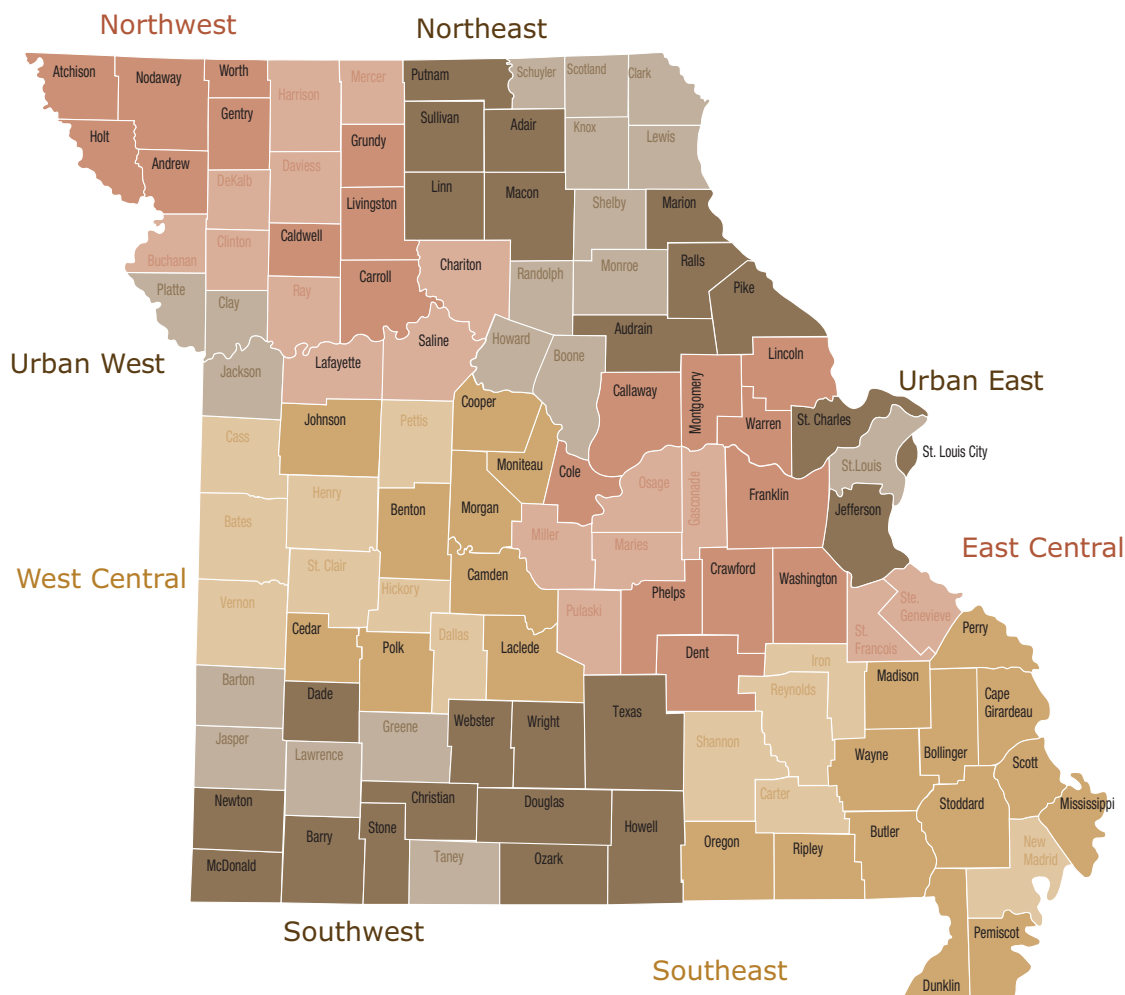 Northwest
Northeast
Atchison
Nodaway
Worth
Harrison
Mercer
Putnam
Schuyler
Scotland
Clark
Gentry
Sullivan
Adair
Knox
Lewis
Holt
Andrew
Grundy
DeKalb
Daviess
Linn
Macon
Shelby
Marion
Livingston
Caldwell
Clinton
Buchanan
Chariton
Randolph
Monroe
Ralls
Pike
Platte
Clay
Ray
Carroll
Audrain
Urban West
Jackson
Lafayette
Saline
Howard
Boone
Callaway
Montgomery
Lincoln
Warren
Urban East
St. Charles
St.Louis
St. Louis City
Cass
Johnson
Pettis
Cooper
Moniteau
Cole
Osage
Gasconade
Franklin
Jefferson
Bates
Henry
Benton
Morgan
Miller
Maries
East Central
West Central
St. Clair
Hickory
Camden
Pulaski
Phelps
Crawford
Washington
Ste.
Genevieve
St.
Francois
Perry
Vernon
Cedar
Polk
Dallas
Laclede
Dent
Iron
Madison
Cape
Girardeau
Barton
Dade
Greene
Webster
Wright
Texas
Shannon
Reynolds
Wayne
Bollinger
Scott
Jasper
Lawrence
Christian
Douglas
Howell
Carter
Stoddard
Mississippi
Newton
Barry
Stone
Taney
Ozark
Oregon
Ripley
Butler
New
Madrid
McDonald
Southwest
Southeast
Pemiscot
Dunklin